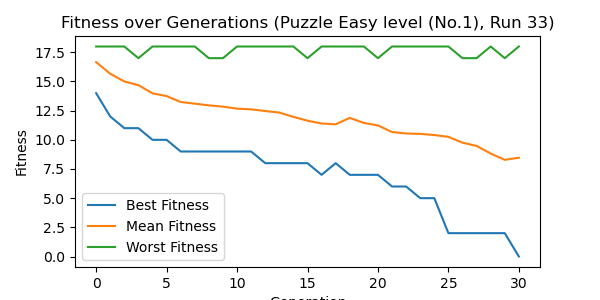 Fitness over Generations (Puzzle Easy level (No.1), Run 33)
Fitness
17.5
15.0
12.5
10.0
7.5
5.0
2.5
0.0
Best Fitness
Mean Fitness
Worst Fitness
0 5 10 15 20 25 30
Generation